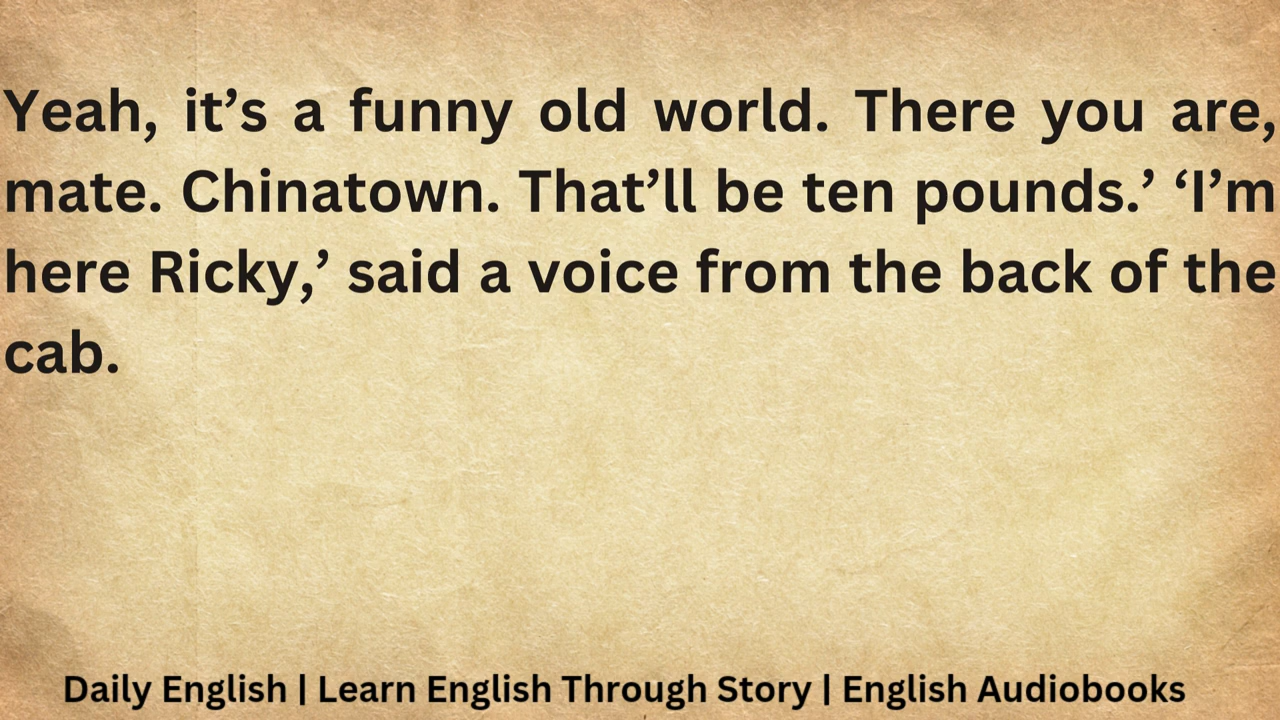 Yeah, it’s a funny old world. There you are,
mate. Chinatown. That’ll be ten pounds.’ ‘I’m
here Ricky,’ said a voice from the back of the
cab.
Daily English | Learn English Through Story | English Audiobooks